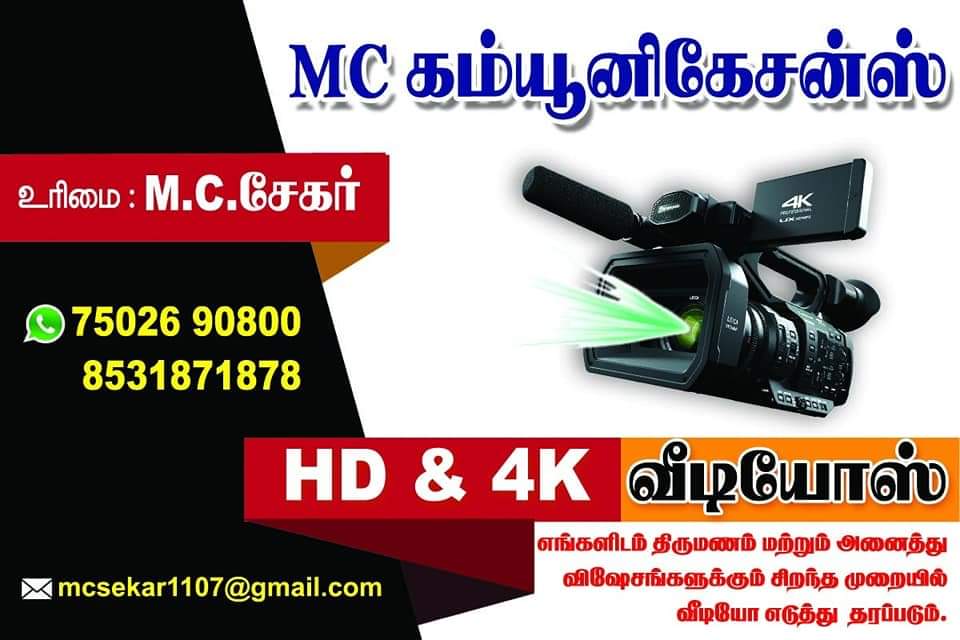 MC கம்யூனிகேசன்ஸ்
உரிமை : M.C.சேகர்
75026 90800
8531871878
4K
HD & 4K வீடியோஸ்
எங்களிடம் திருமணம் மற்றும் அனைத்து
விஷேசங்களுக்கும் சிறந்த முறையில்
வீடியோ எடுத்து தரப்படும்.
mcsekar1107@gmail.com